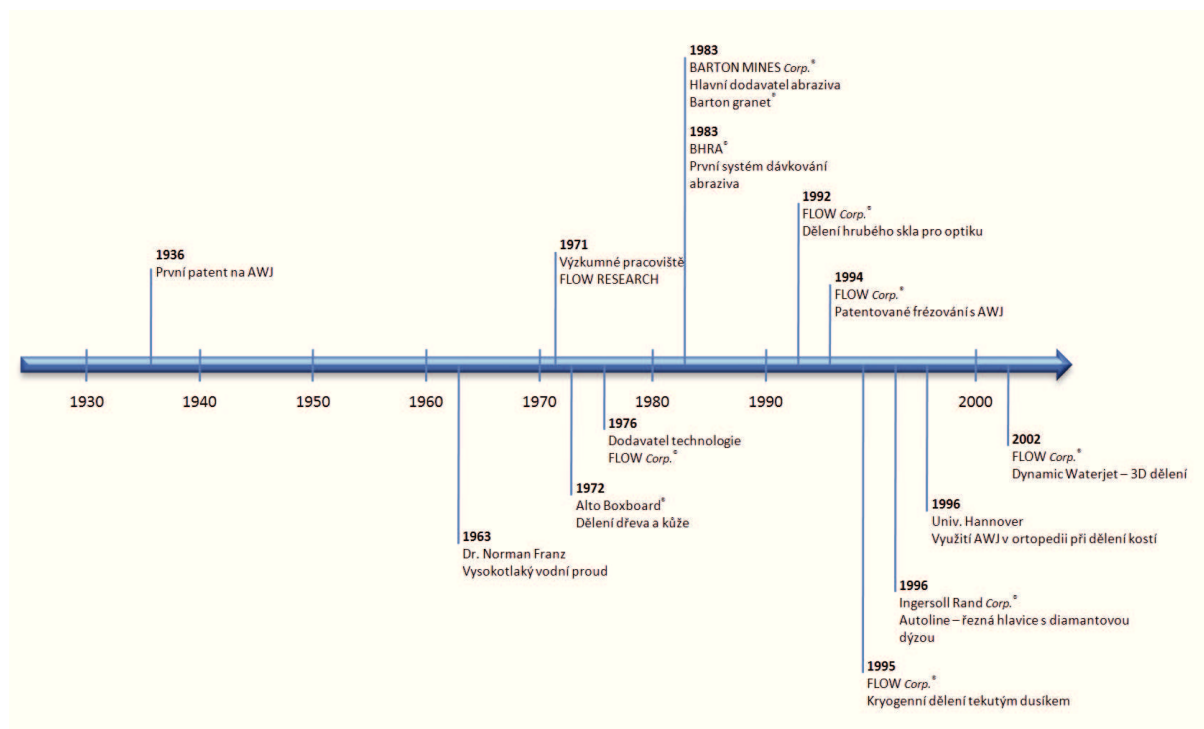 1983
BARTON MINES Corp.®
Hlavní dodavatel abraziva
Barton granet®
1983
BHRA®
První systém dávkování
abraziva
1992
FLOW Corp.®
Dělení hrubého skla pro optiku
1936
První patent na AWJ
1971
Výzkumné pracoviště
FLOW RESEARCH
1994
FLOW Corp.®
Patentované frézování s AWJ
1930 1940 1950 1960 1970 1980 1990 2000
1976
Dodavatel technologie
FLOW Corp.®
2002
FLOW Corp.®
Dynamic Waterjet – 3D dělení
1972
Alto Boxboard®
Dělení dřeva a kůže
1996
Univ. Hannover
Využití AWJ v ortopedii při dělení kostí
1963
Dr. Norman Franz
Vysokotlaký vodní proud
1996
Ingersoll Rand Corp.®
Autoline – řezná hlavice s diamantovou
dýzou
1995
FLOW Corp.®
Kryogenní dělení tekutým dusíkem